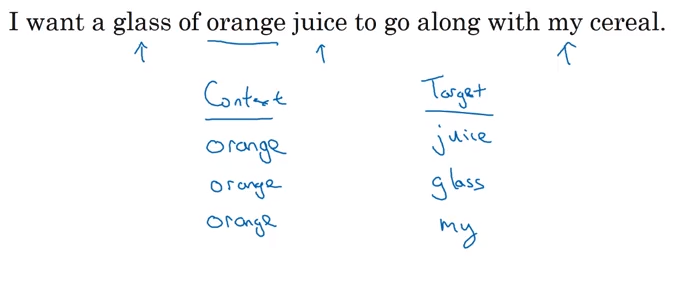 I want a glass of orange juice to go along with my cereal.
Context Target
orange juice
orange glass
orange my